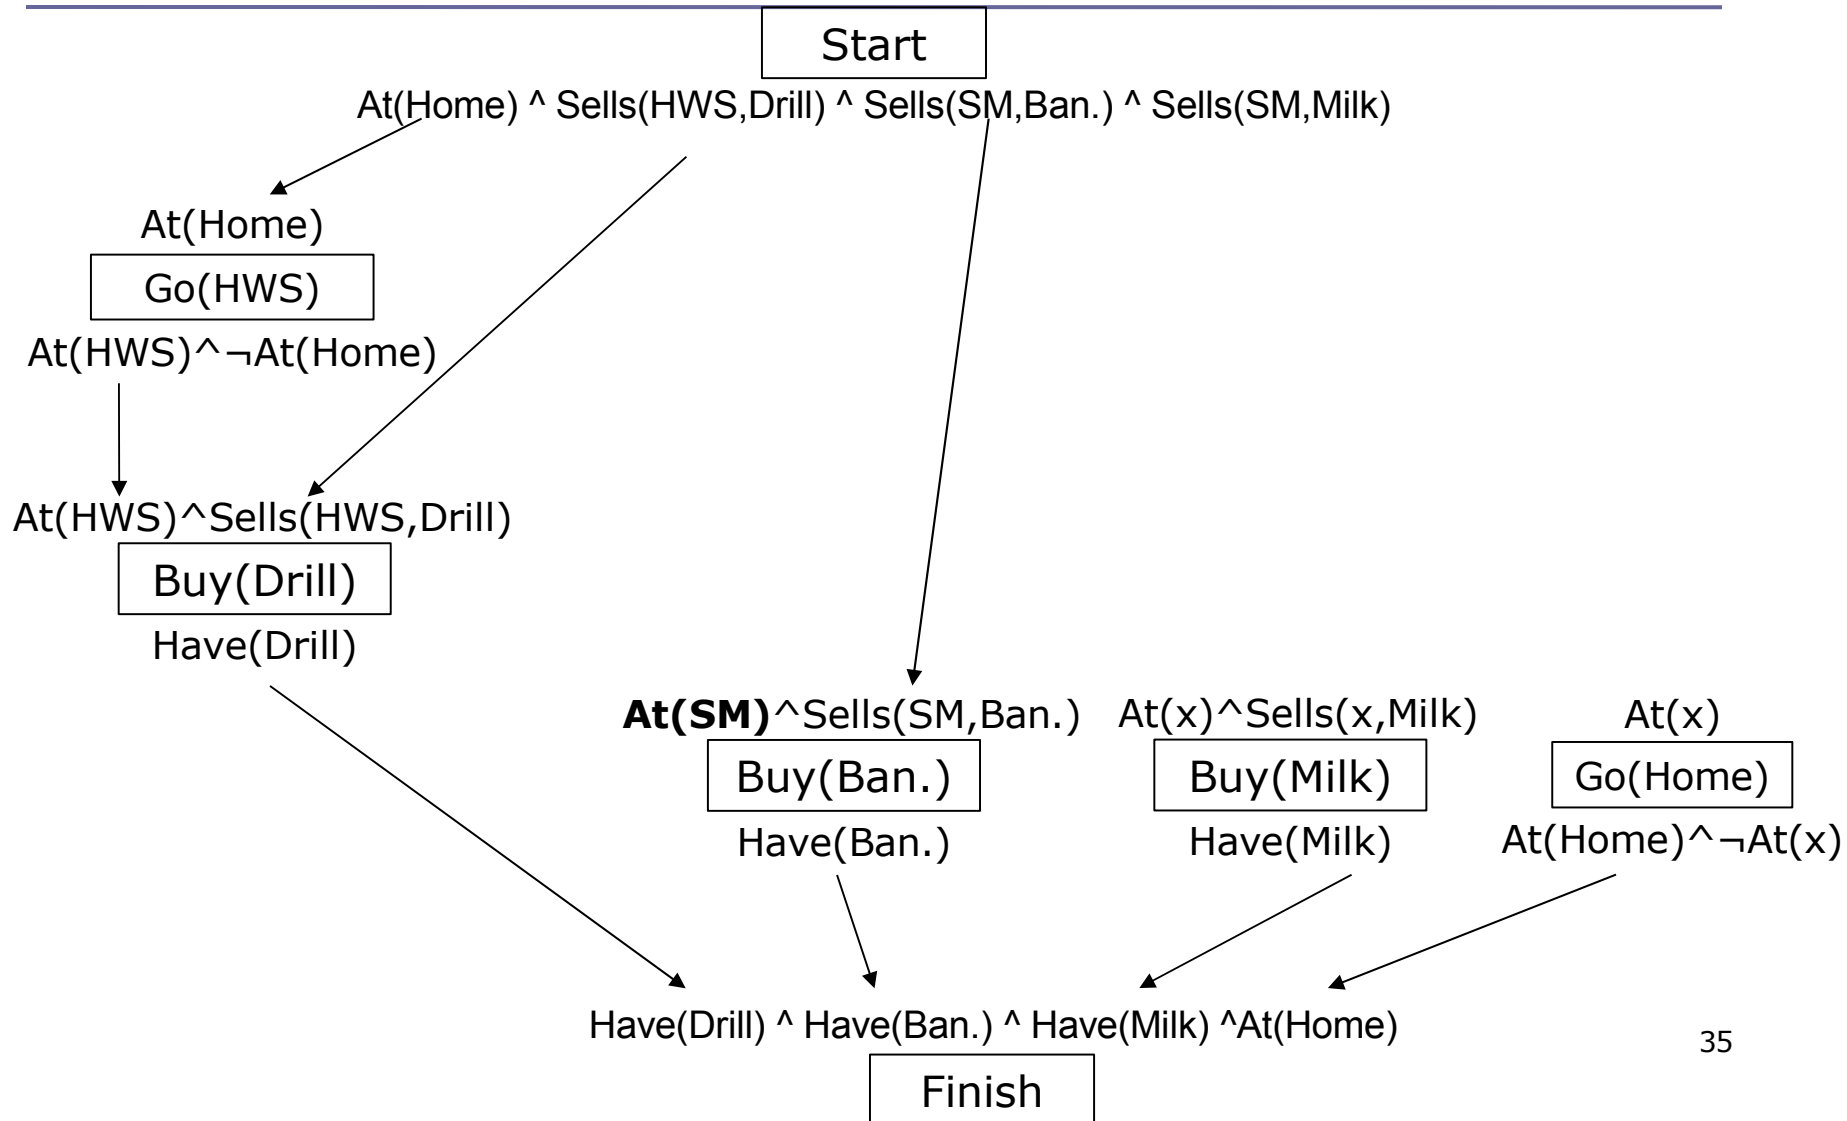 Start
At(Home) ^ Sells(HWS,Drill) ^ Sells(SM,Ban.) ^ Sells(SM,Milk)
At(Home)
Go(HWS)
At(HWS)^¬At(Home)
At(HWS)^Sells(HWS,Drill)
Buy(Drill)
Have(Drill)
At(SM)^Sells(SM,Ban.)
Buy(Ban.)
Have(Ban.)
At(x)^Sells(x,Milk)
Buy(Milk)
Have(Milk)
At(x)
Go(Home)
At(Home)^¬At(x)
Have(Drill) ^ Have(Ban.) ^ Have(Milk) ^At(Home)
Finish
35